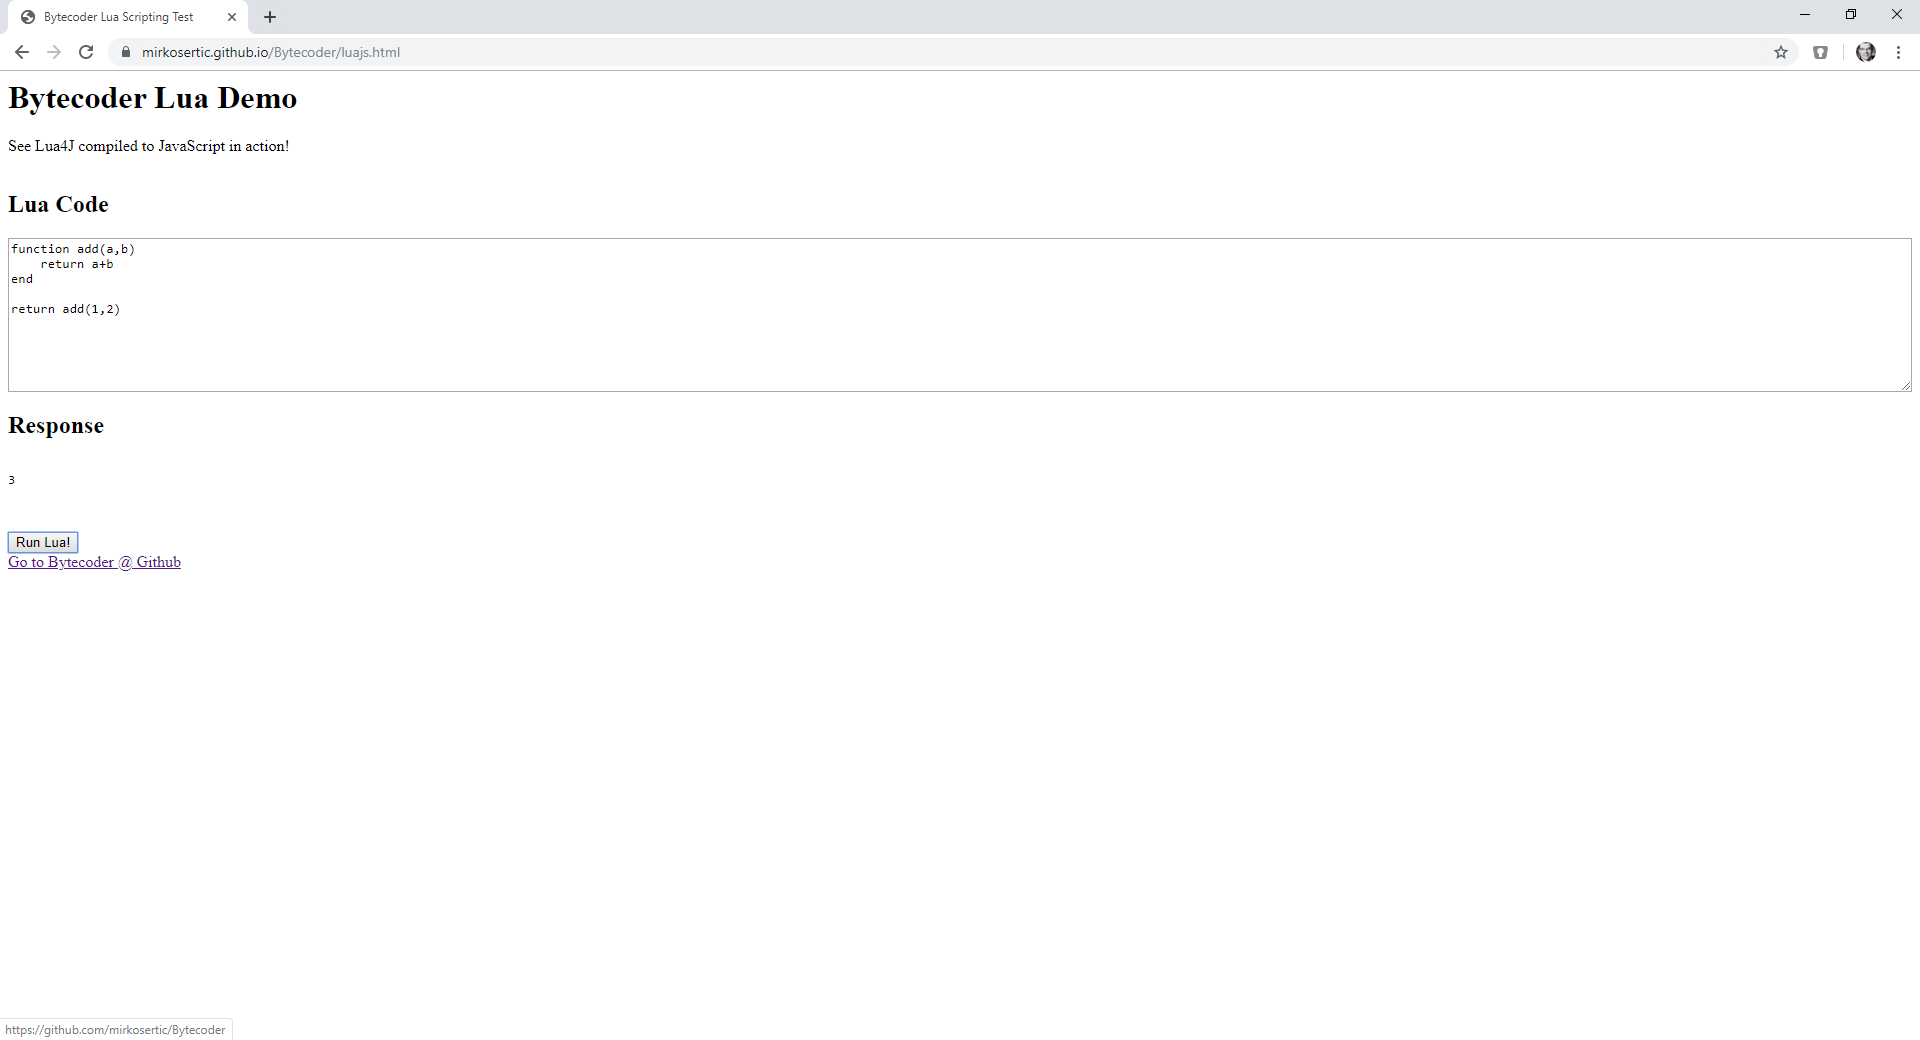 Bytecoder Lua Scripting Test
mirkosertic.github.io/Bytecoder/luajs.html
Bytecoder Lua Demo
See Lua4J compiled to JavaScript in action!
Lua Code
function add(a,b)
    return a+b
end
return add(1,2)
Response
3
Run Lua!
Go to Bytecoder @ Github
https://github.com/mirkosertic/Bytecoder